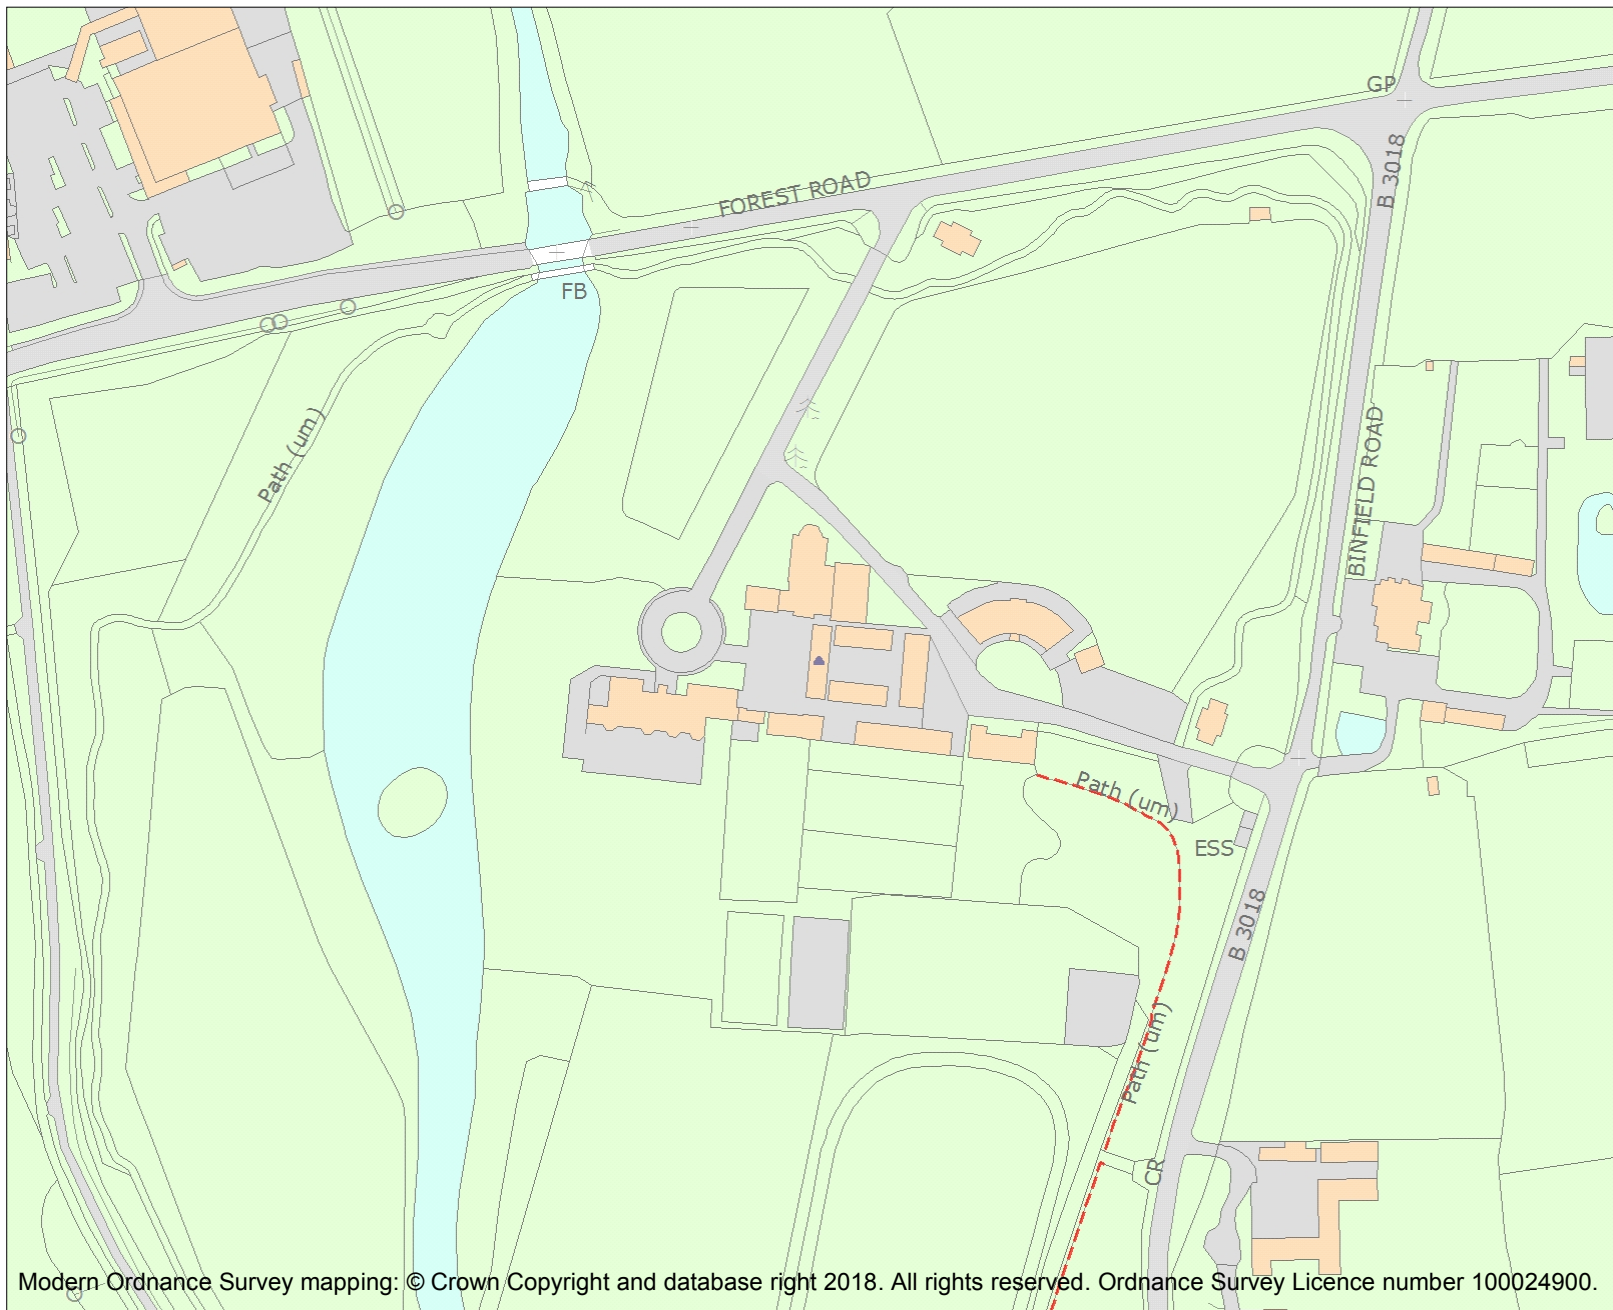 GP
B 3018
FOREST ROAD
FB
Path (um)
BINFIELD ROAD
Path (um)
ESS
B 3018
Path (um)
CR
Modern Ordnance Survey mapping: © Crown Copyright and database right 2018. All rights reserved. Ordnance Survey Licence number 100024900.